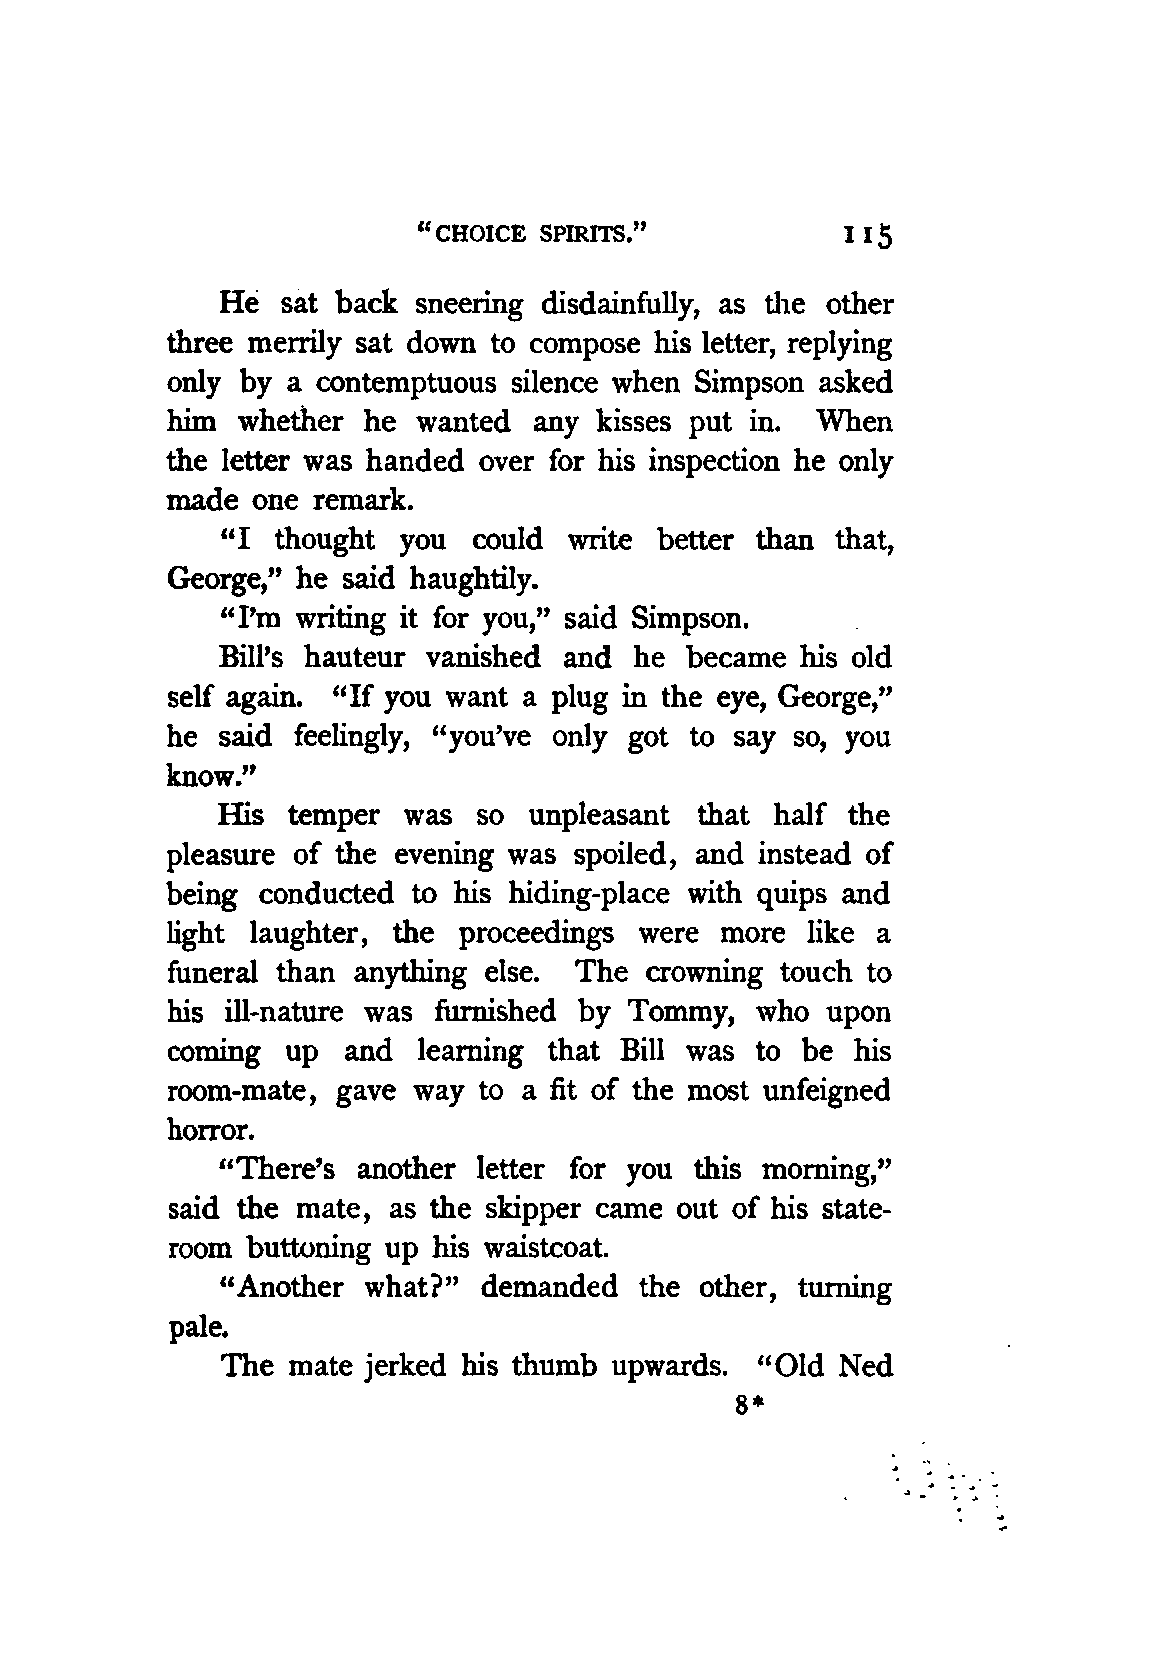 "CHOICE SPIRITS." 115
He sat back sneering disdainfully, as the other
three merrily sat down to compose his letter, replying
only by a contemptuous silence when Simpson asked
him whether he wanted any kisses put in. When
the letter was handed over for his inspection he only
made one remark.
"I thought you could write better than that,
George," he said haughtily.
"I'm writing it for you," said Simpson.
Bill's hauteur vanished and he became his old
self again. "If you want a plug in the eye, George,"
he said feelingly, "you've only got to say so, you
know."
His temper was so unpleasant that half the
pleasure of the evening was spoiled, and instead of
being conducted to his hiding-place with quips and
light laughter, the proceedings were more like a
funeral than anything else. The crowning touch to
his ill-nature was furnished by Tommy, who upon
coming up and learning that Bill was to be his
room-mate, gave way to a fit of the most unfeigned
horror.
"There's another letter for you this morning,"
said the mate, as the skipper came out of his state-
room buttoning up his waistcoat.
"Another what?" demanded the other, turning
pale.
The mate jerked his thumb upwards. "Old Ned
8*